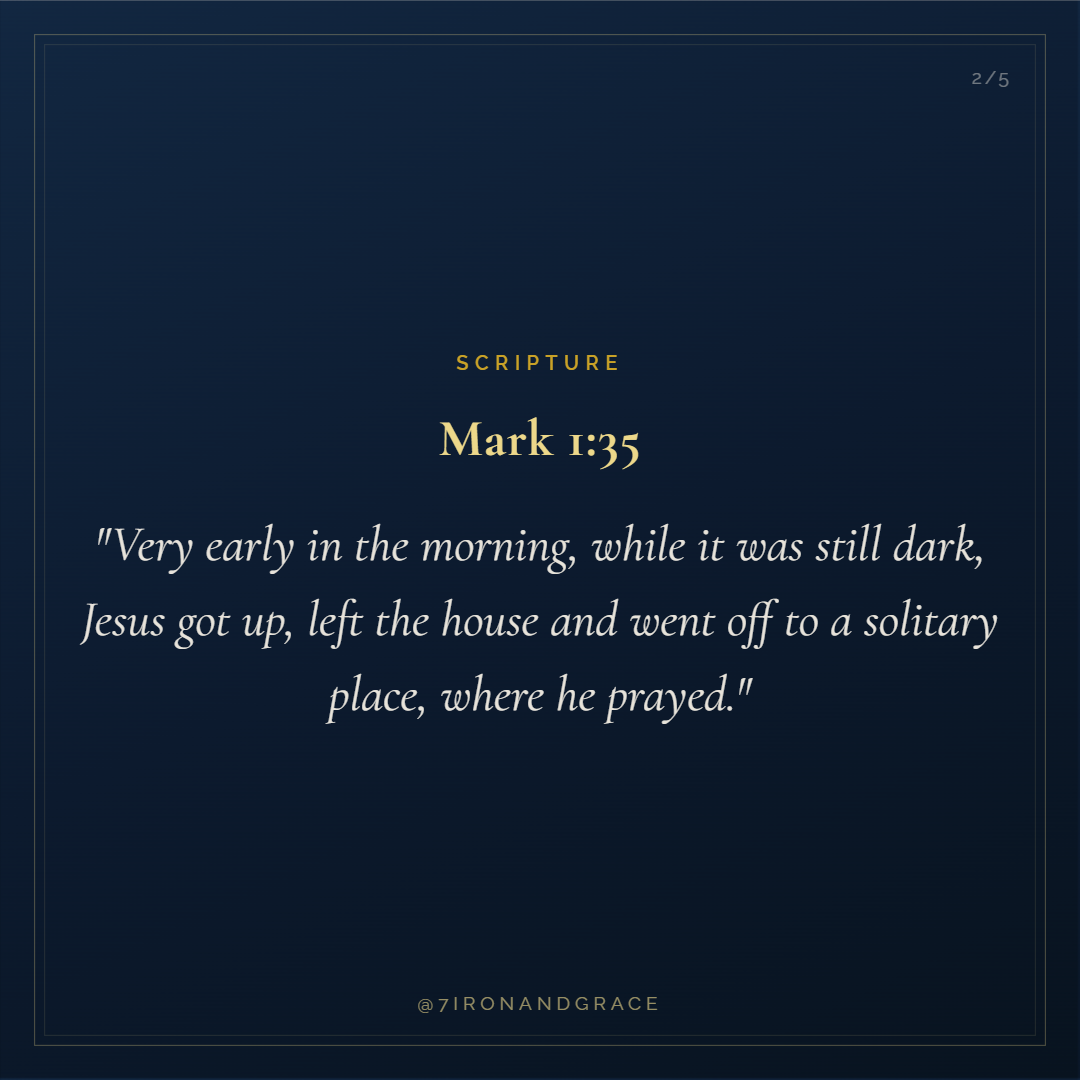 2/5
SCRIPTURE
Mark 1:35
"Very early in the morning, while it was still dark,
Jesus got up, left the house and went off to a solitary
place, where he prayed."
@7IRONANDGRACE